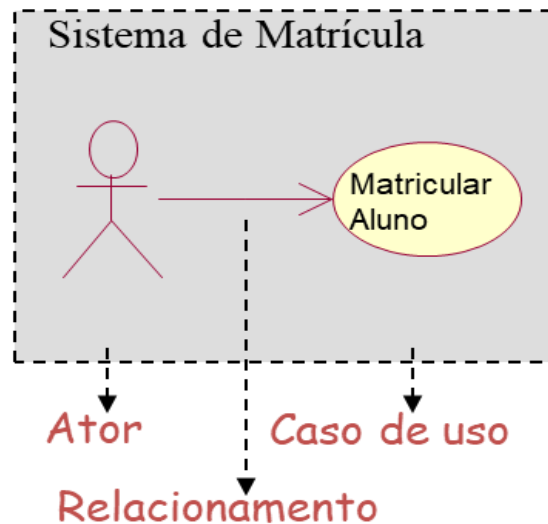 Sistema de Matrícula
Matricular
Aluno
Ator
Caso de uso
Relacionamento